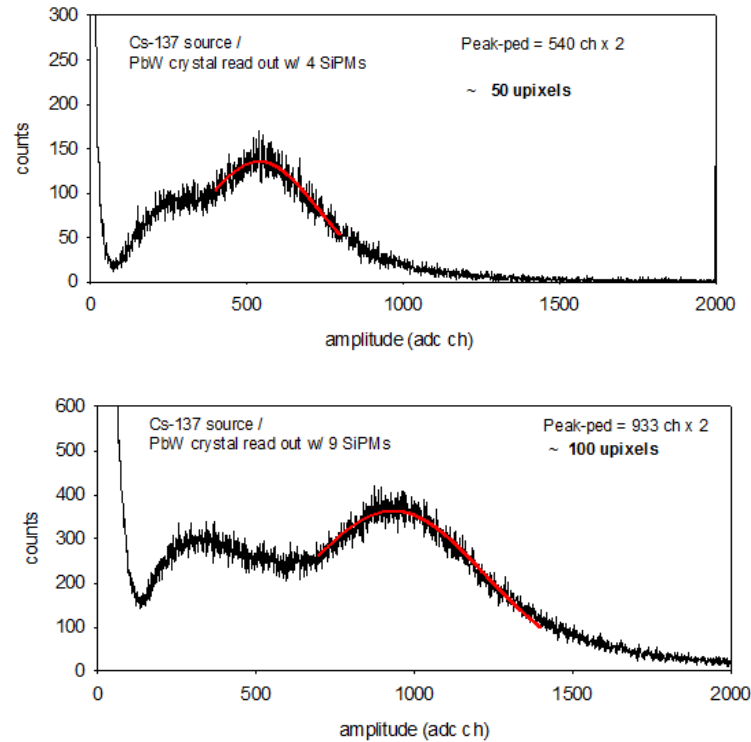 300
250
200
150
100
50
0
counts
Cs-137 source /
PbW crystal read out w/ 4 SiPMs
Peak-ped = 540 ch x 2
~ 50 upixels
0 500 1000 1500 2000
amplitude (adc ch)
600
500
400
300
200
100
0
counts
Cs-137 source /
PbW crystal read out w/ 9 SiPMs
Peak-ped = 933 ch x 2
~ 100 upixels
0 500 1000 1500 2000
amplitude (adc ch)